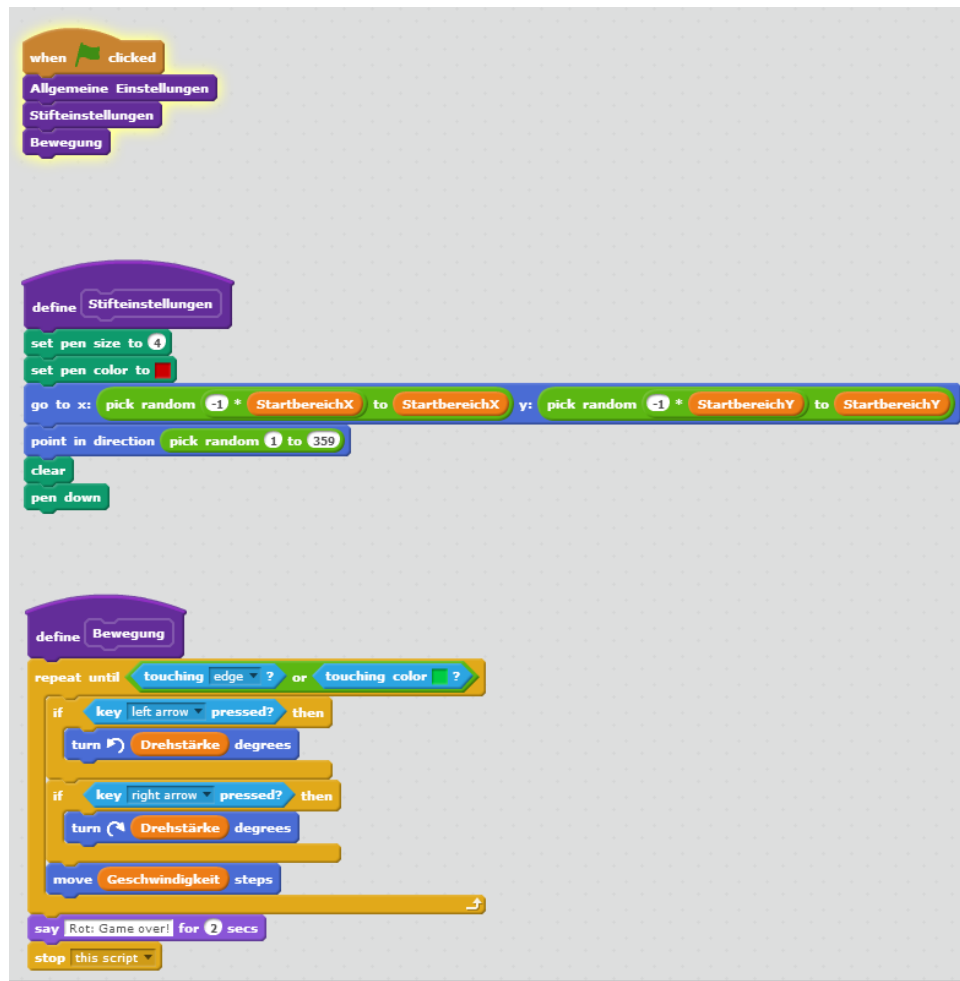 when clicked
Allgemeine Einstellungen
Stifteinstellungen
Bewegung
define Stifteinstellungen
set pen size to 4
set pen color to
go to x: pick random -1 * StartbereichX to StartbereichX y: pick random -1 * StartbereichY to StartbereichY
point in direction pick random 1 to 359
clear
pen down
define Bewegung
repeat until touching edge ? or touching color ?
if key left arrow pressed? then
turn Drehstärke degrees
if key right arrow pressed? then
turn Drehstärke degrees
move Geschwindigkeit steps
say Rot: Game over! for 2 secs
stop this script